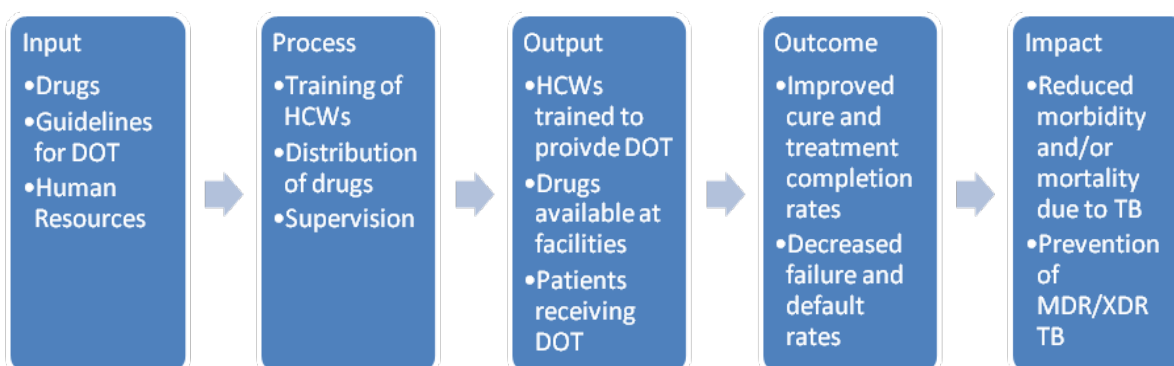 Input
•Drugs
•Guidelines
for DOT
•Human
Resources
Process
•Training of
HCWs
•Distribution
of drugs
•Supervision
Output
•HCWs
trained to
proivde DOT
•Drugs
available at
facilities
•Patients
receiving
DOT
Outcome
•Improved
cure and
treatment
completion
rates
•Decreased
failure and
default
rates
Impact
•Reduced
morbidity
and/or
mortality
due to TB
•Prevention
of
MDR/XDR
TB